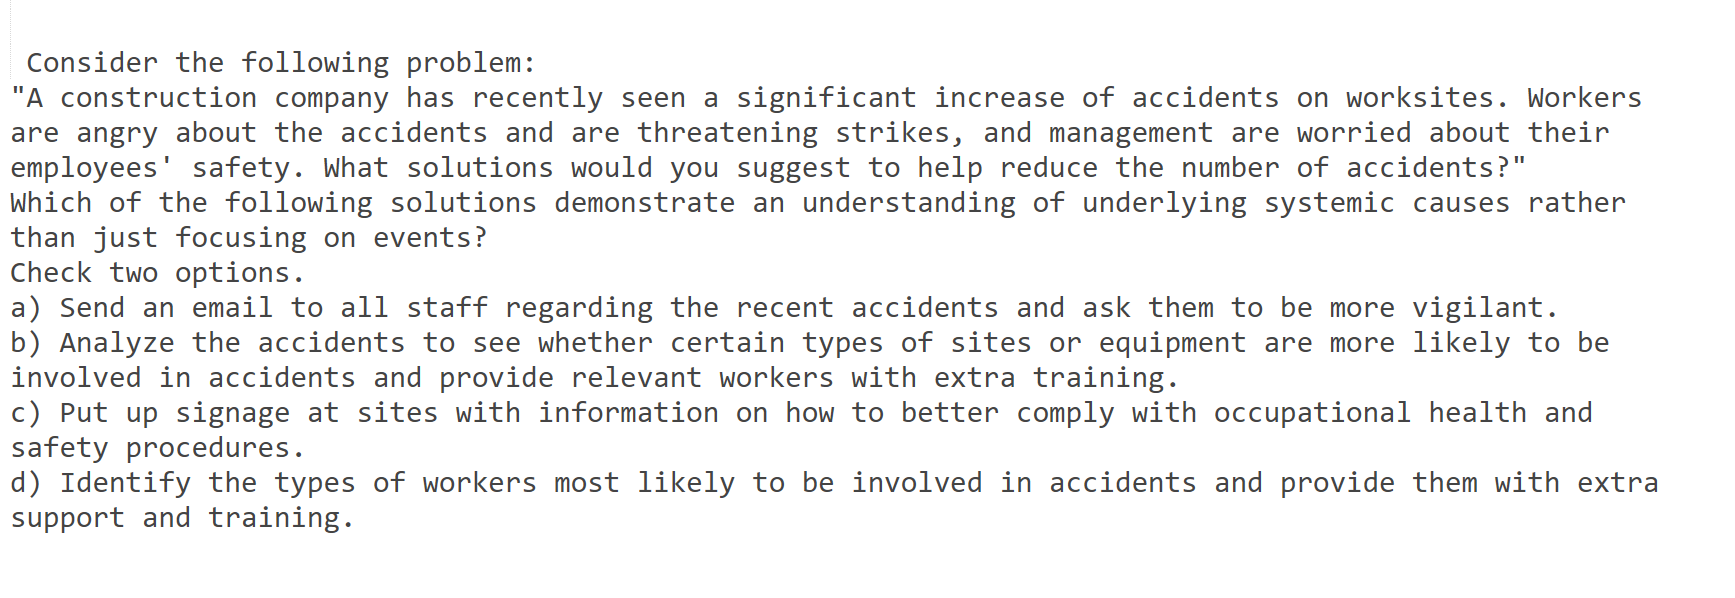 Consider the following problem:
"A construction company has recently seen a significant increase of accidents on worksites. Workers
are angry about the accidents and are threatening strikes, and management are worried about their
employees' safety. What solutions would you suggest to help reduce the number of accidents?"
Which of the following solutions demonstrate an understanding of underlying systemic causes rather
than just focusing on events?
Check two options.
a) Send an email to all staff regarding the recent accidents and ask them to be more vigilant.
b) Analyze the accidents to see whether certain types of sites or equipment are more likely to be
involved in accidents and provide relevant workers with extra training.
c) Put up signage at sites with information on how to better comply with occupational health and
safety procedures.
d) Identify the types of workers most likely to be involved in accidents and provide them with extra
support and training.